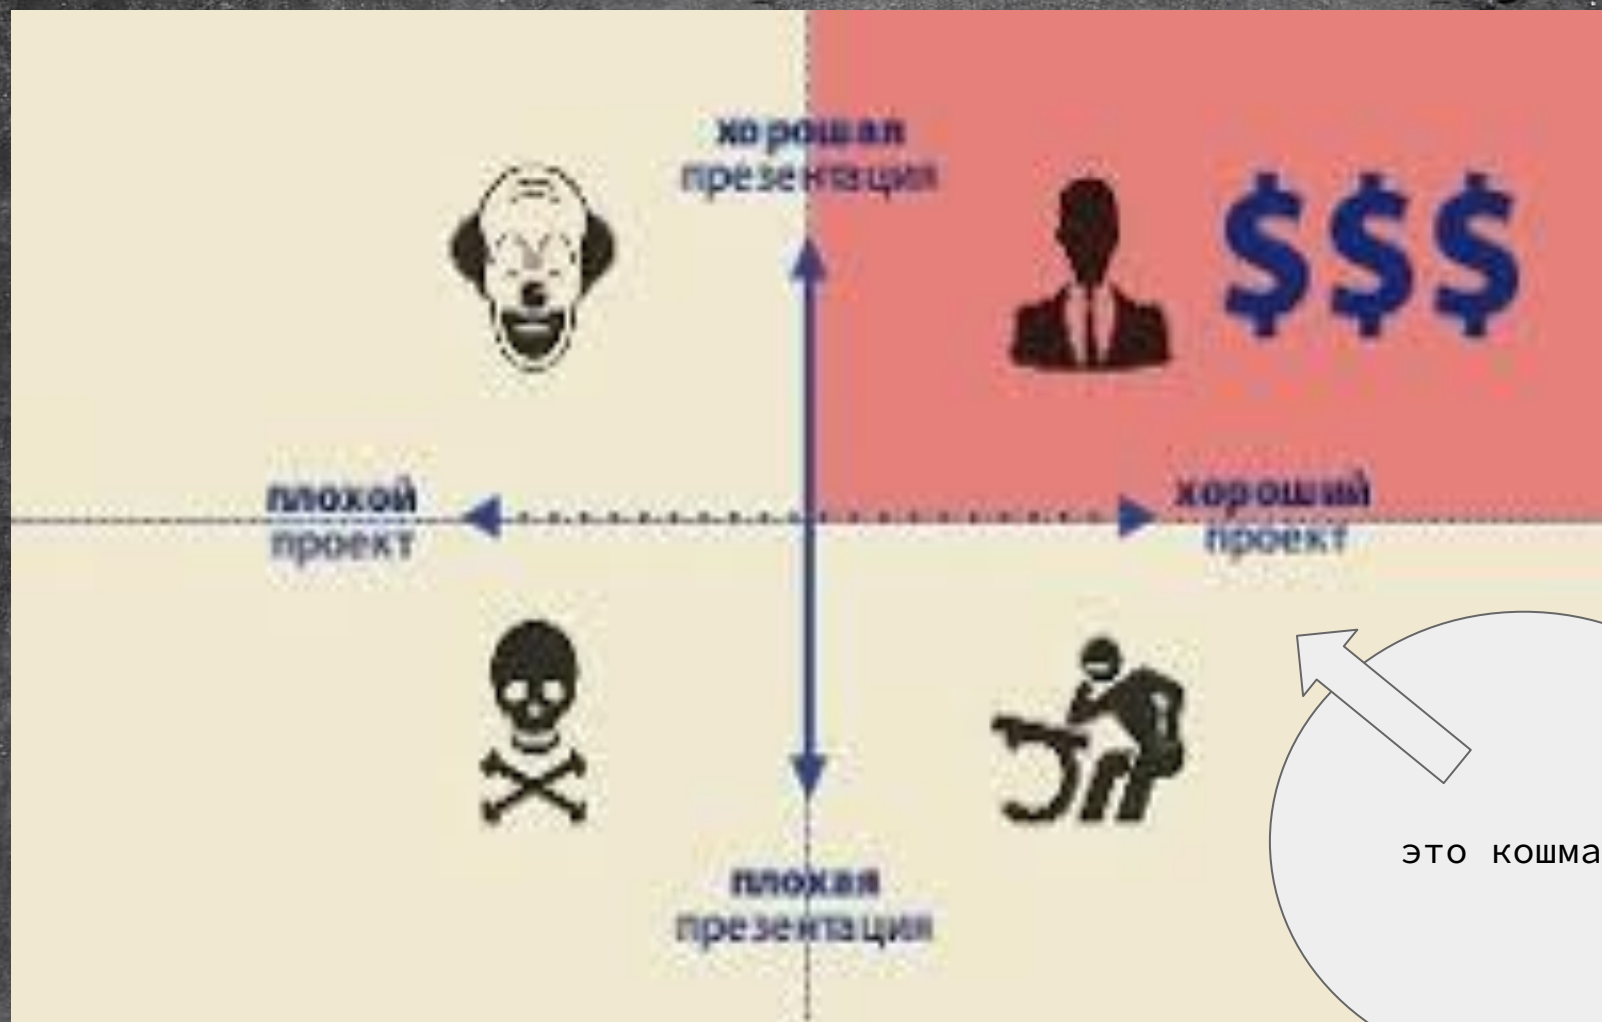 хорошая
презентация
$$$
плохой
проект
хороший
проект
это кошма
плохая
презентация